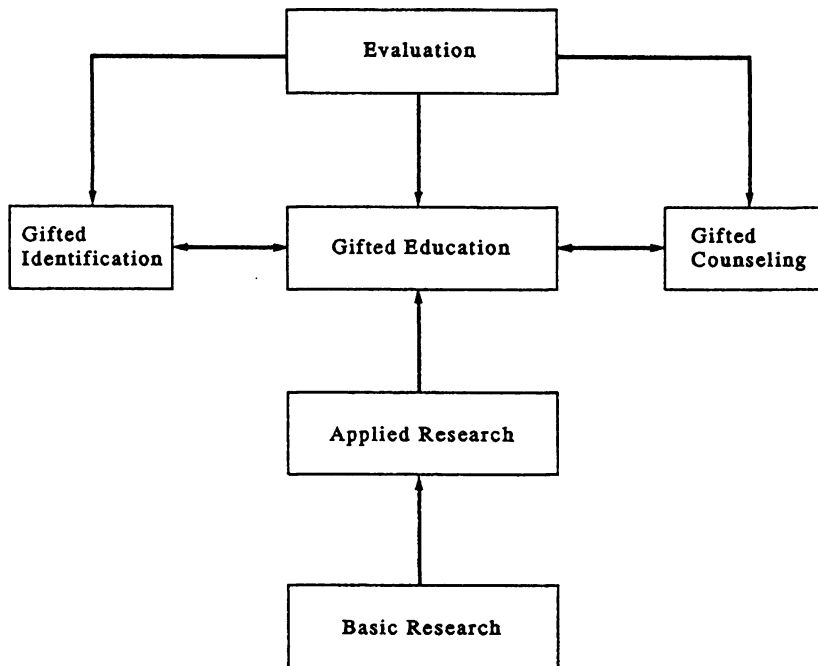 Evaluation
Gifted
Identification
Gifted Education
Gifted
Counseling
Applied Research
Basic Research